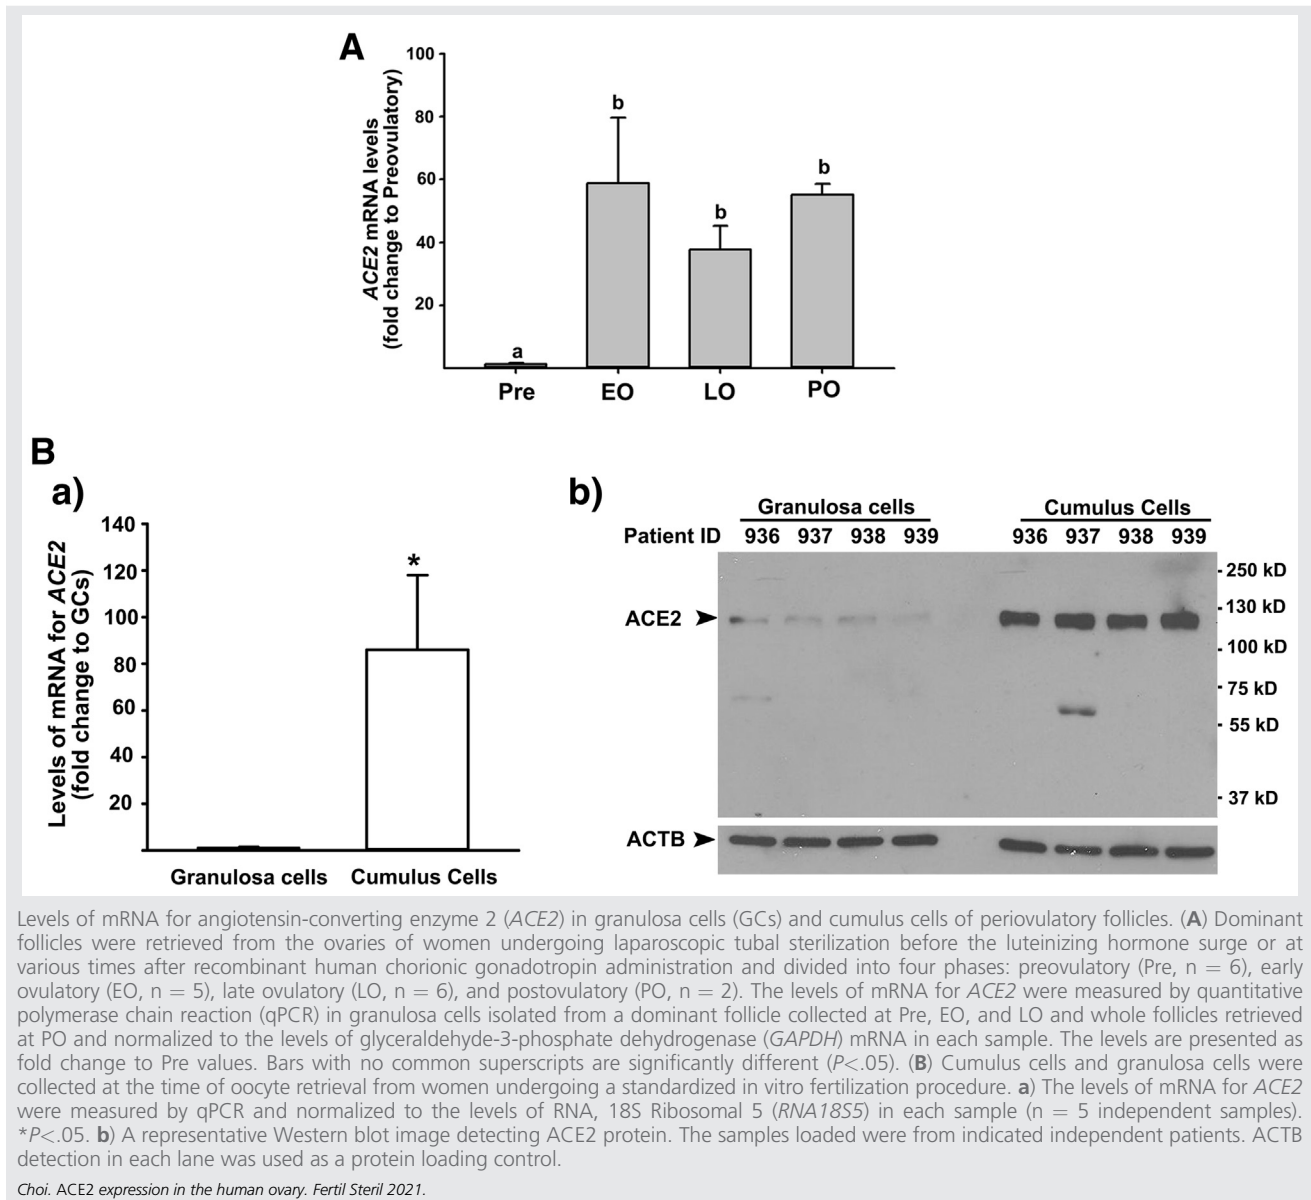 A
ACE2 mRNA levels
(fold change to Preovulatory)
100
80
60
40
20
a
b
b
b
Pre EO LO PO
B
a)
Levels of mRNA for ACE2
(fold change to GCs)
140
120
100
80
60
40
20
*
Granulosa cells Cumulus Cells
b)
Granulosa cells Cumulus Cells
Patient ID 936 937 938 939 936 937 938 939
ACE2
250 kD
130 kD
100 kD
75 kD
55 kD
37 kD
ACTB
Levels of mRNA for angiotensin-converting enzyme 2 (ACE2) in granulosa cells (GCs) and cumulus cells of periovulatory follicles. (A) Dominant
follicles were retrieved from the ovaries of women undergoing laparoscopic tubal sterilization before the luteinizing hormone surge or at
various times after recombinant human chorionic gonadotropin administration and divided into four phases: preovulatory (Pre, n = 6), early
ovulatory (EO, n = 5), late ovulatory (LO, n = 6), and postovulatory (PO, n = 2). The levels of mRNA for ACE2 were measured by quantitative
polymerase chain reaction (qPCR) in granulosa cells isolated from a dominant follicle collected at Pre, EO, and LO and whole follicles retrieved
at PO and normalized to the levels of glyceraldehyde-3-phosphate dehydrogenase (GAPDH) mRNA in each sample. The levels are presented as
fold change to Pre values. Bars with no common superscripts are significantly different (P<.05). (B) Cumulus cells and granulosa cells were
collected at the time of oocyte retrieval from women undergoing a standardized in vitro fertilization procedure. a) The levels of mRNA for ACE2
were measured by qPCR and normalized to the levels of RNA, 18S Ribosomal 5 (RNA18S5) in each sample (n = 5 independent samples).
*P<.05. b) A representative Western blot image detecting ACE2 protein. The samples loaded were from indicated independent patients. ACTB
detection in each lane was used as a protein loading control.
Choi. ACE2 expression in the human ovary. Fertil Steril 2021.